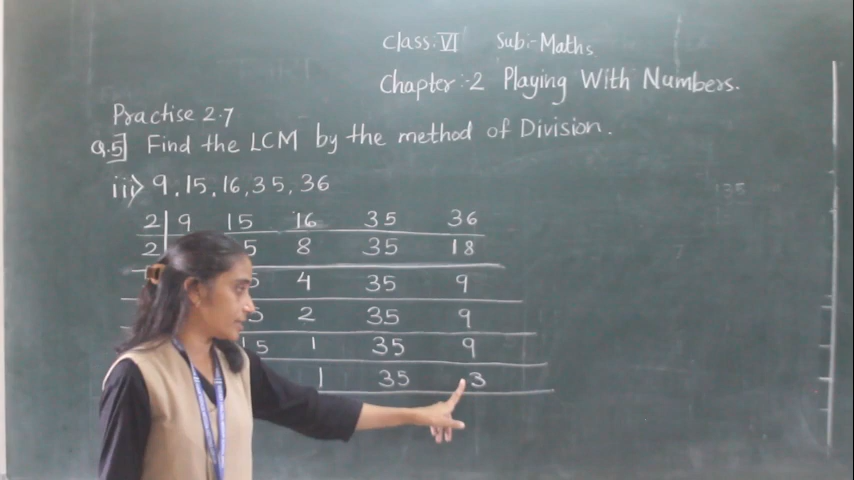 Class:VI Sub:-Maths
Chapter:-2 Playing With Numbers.
Practise 2.7
Q.5] Find the LCM by the method of Division.
ii> 9, 15, 16, 35, 36
2 9 15 16 35 36
2 5 8 35 18
4 35 9
2 35 9
15 1 35 9
1 35 3
135